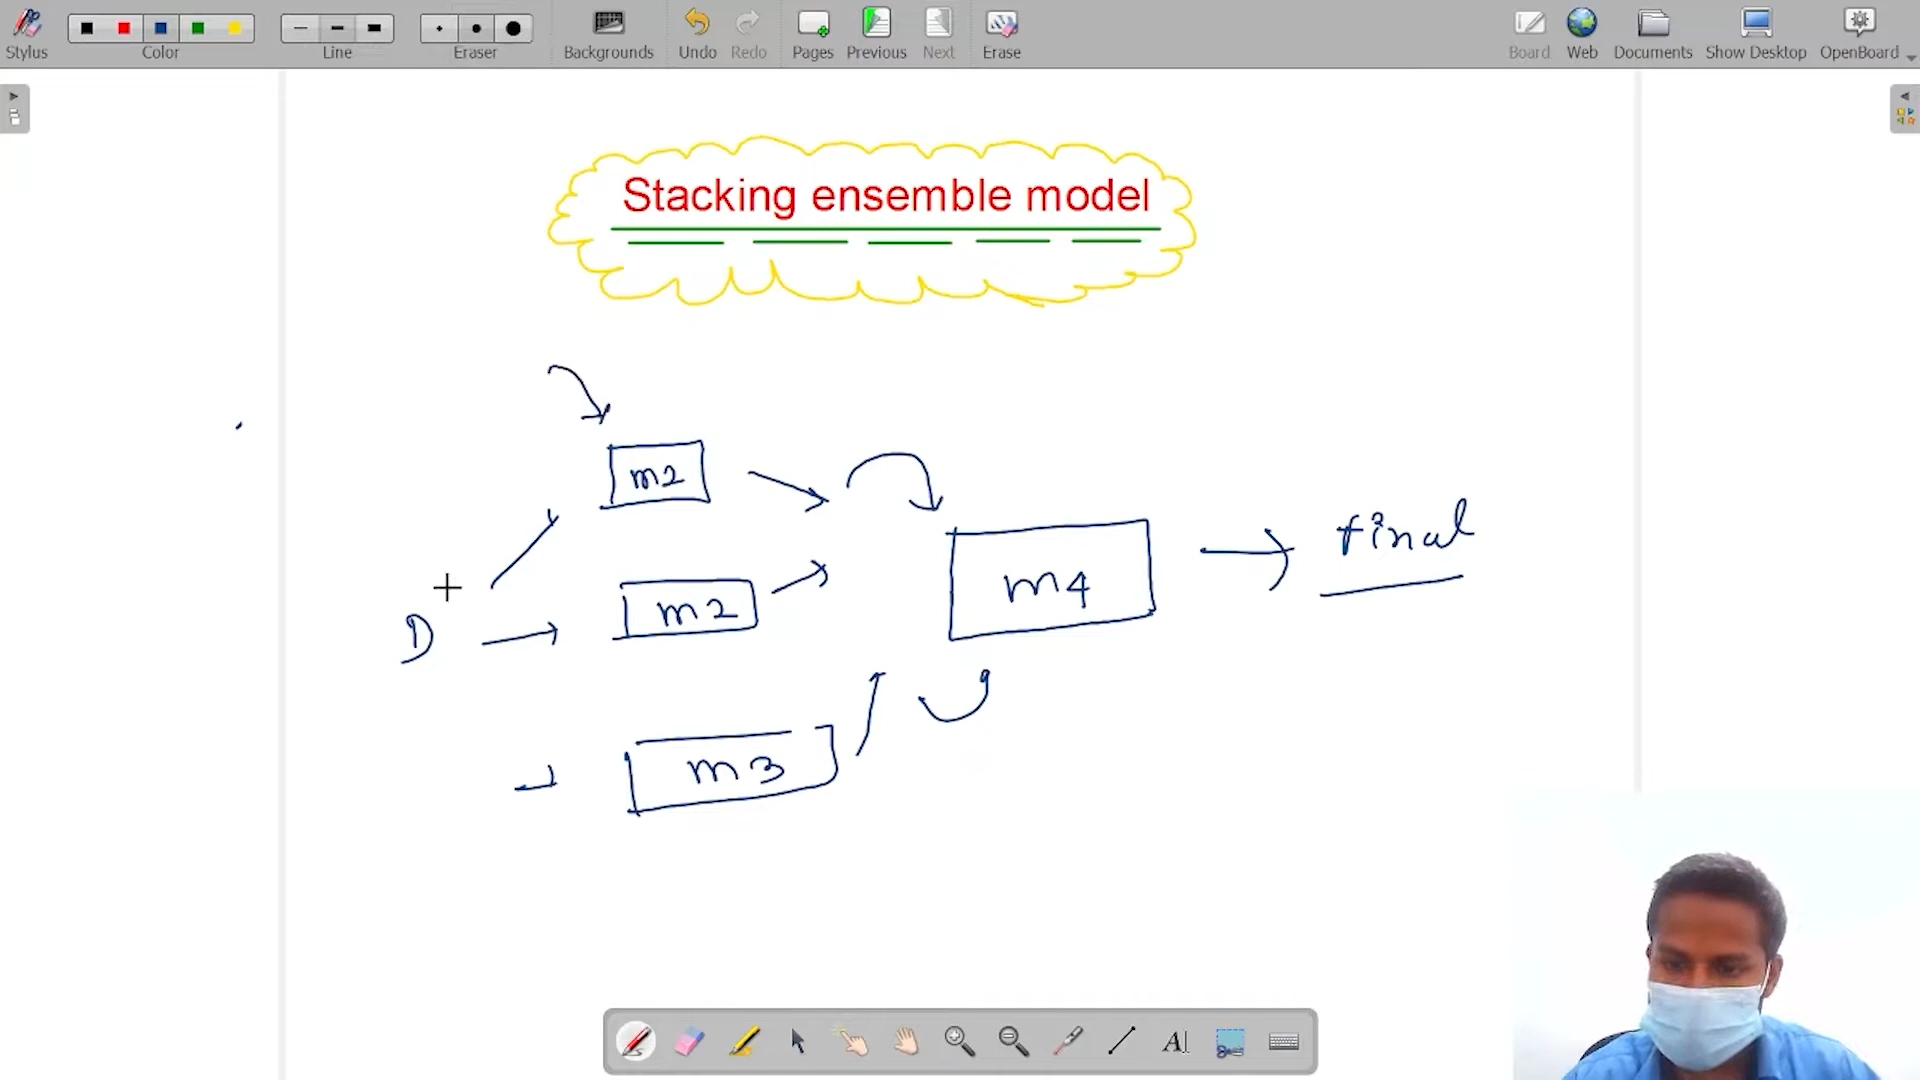 Stylus Color Line Eraser Backgrounds Undo Redo Pages Previous Next Erase Board Web Documents Show Desktop OpenBoard
Stacking ensemble model
m2
final
m4
D
m2
m3
A